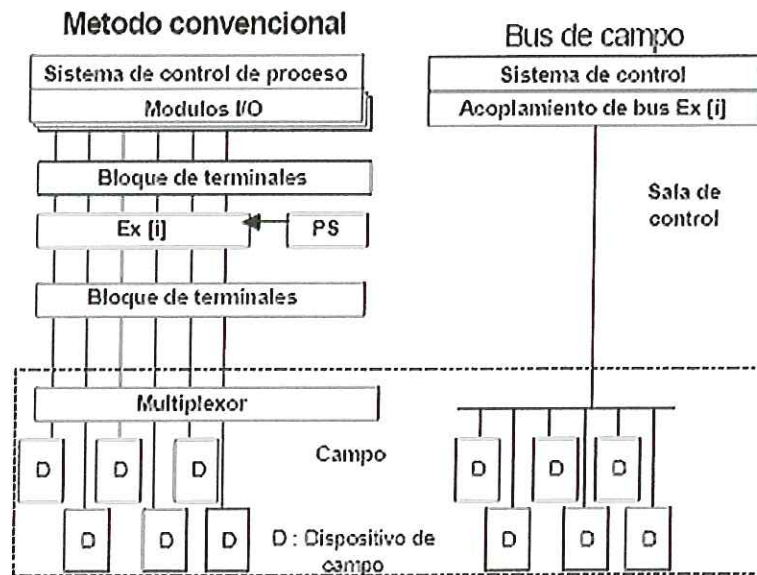 Metodo convencional
Sistema de control de proceso
Modulos I/O
Bloque de terminales
Ex [i]
PS
Bloque de terminales
Multiplexor
D
D
D
D
D
D
Bus de campo
Sistema de control
Acoplamiento de bus Ex [i]
Sala de
control
Campo
D : Dispositivo de
campo
D
D
D
D
D
D